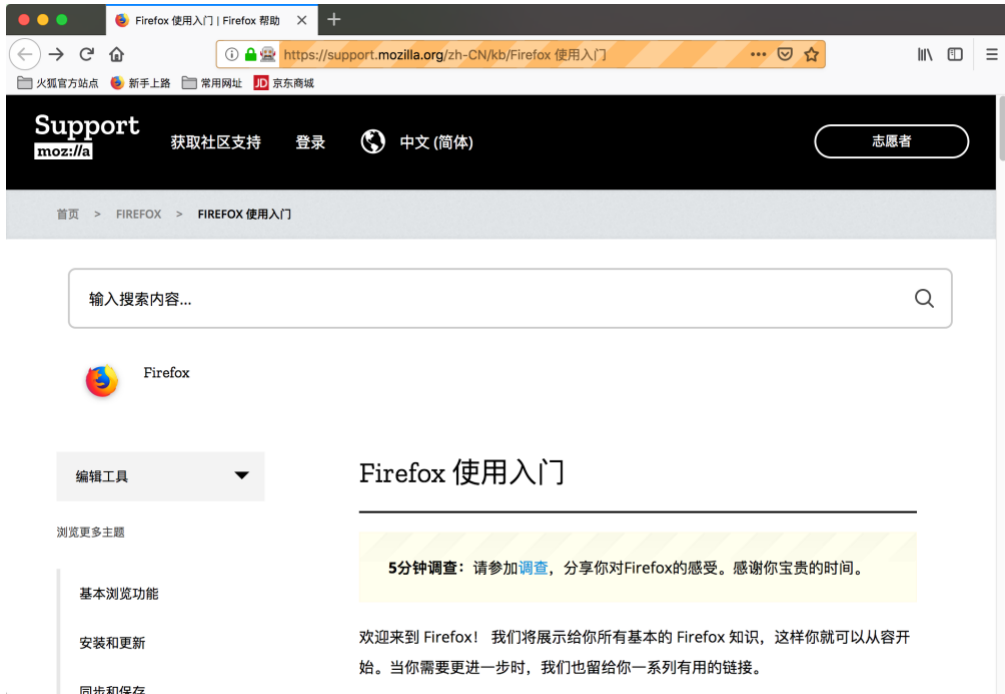 Firefox 使用入门 | Firefox 帮助
https://support.mozilla.org/zh-CN/kb/Firefox 使用入门
火狐官方站点 新手上路 常用网址 JD 京东商城
Support
moz://a
获取社区支持 登录 中文 (简体) 志愿者
首页 > FIREFOX > FIREFOX 使用入门
输入搜索内容...
Firefox
编辑工具
Firefox 使用入门
浏览更多主题
5分钟调查：请参加调查，分享你对Firefox的感受。感谢你宝贵的时间。
基本浏览功能
安装和更新
欢迎来到 Firefox！ 我们将展示给你所有基本的 Firefox 知识，这样你就可以从容开
始。当你需要更进一步时，我们也留给你一系列有用的链接。
同步和保存